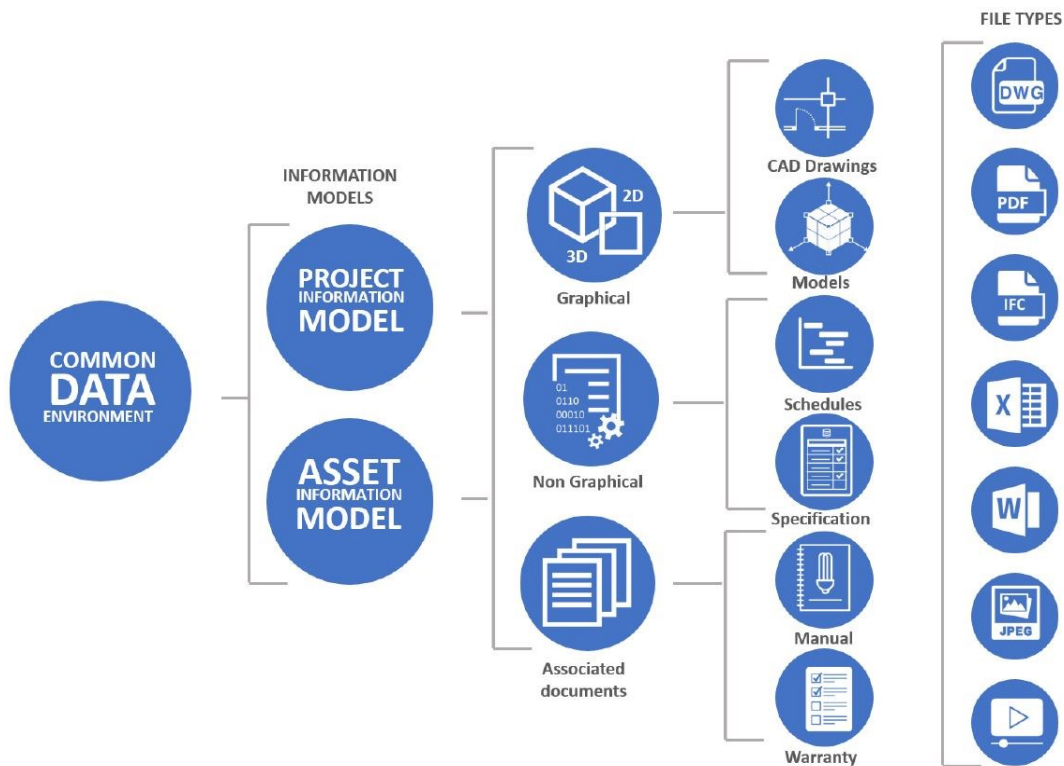 FILE TYPES
DWG
PDF
IFC
X
W
JPEG
CAD Drawings
Models
Schedules
Specification
Manual
Warranty
2D
3D
Graphical
01
0110
00010
011101
Non Graphical
Associated
documents
INFORMATION
MODELS
PROJECT
INFORMATION
MODEL
ASSET
INFORMATION
MODEL
COMMON
DATA
ENVIRONMENT